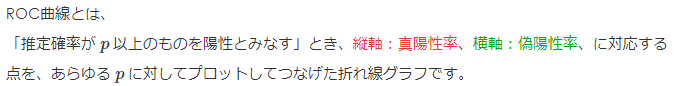 ROC曲線とは、
「推定確率が p 以上のものを陽性とみなす」とき、縦軸：真陽性率、横軸：偽陽性率、に対応する
点を、あらゆる p に対してプロットしてつなげた折れ線グラフです。